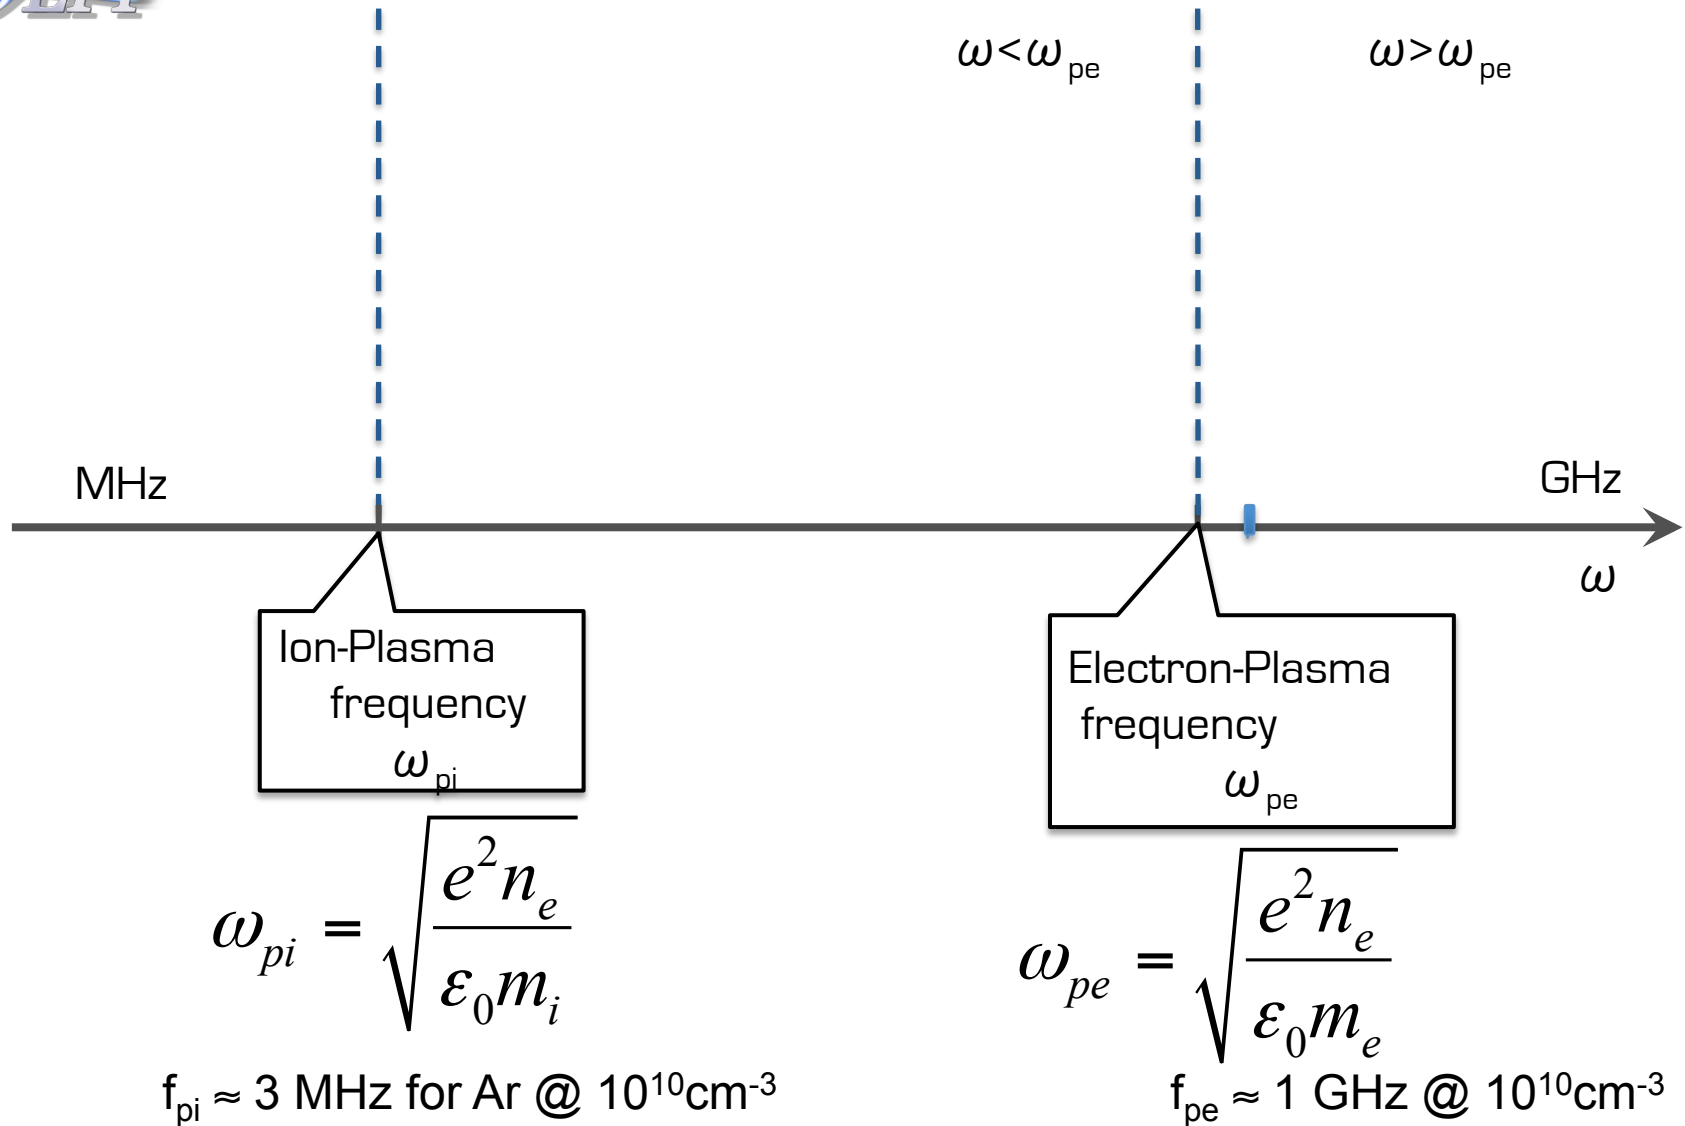 ω<ω_pe ω>ω_pe
MHz GHz
ω
Ion-Plasma
frequency
ω_pi
Electron-Plasma
frequency
ω_pe
ω_pi = √(e²n_e / ε₀m_i)
ω_pe = √(e²n_e / ε₀m_e)
f_pi ≈ 3 MHz for Ar @ 10¹⁰cm⁻³
f_pe ≈ 1 GHz @ 10¹⁰cm⁻³